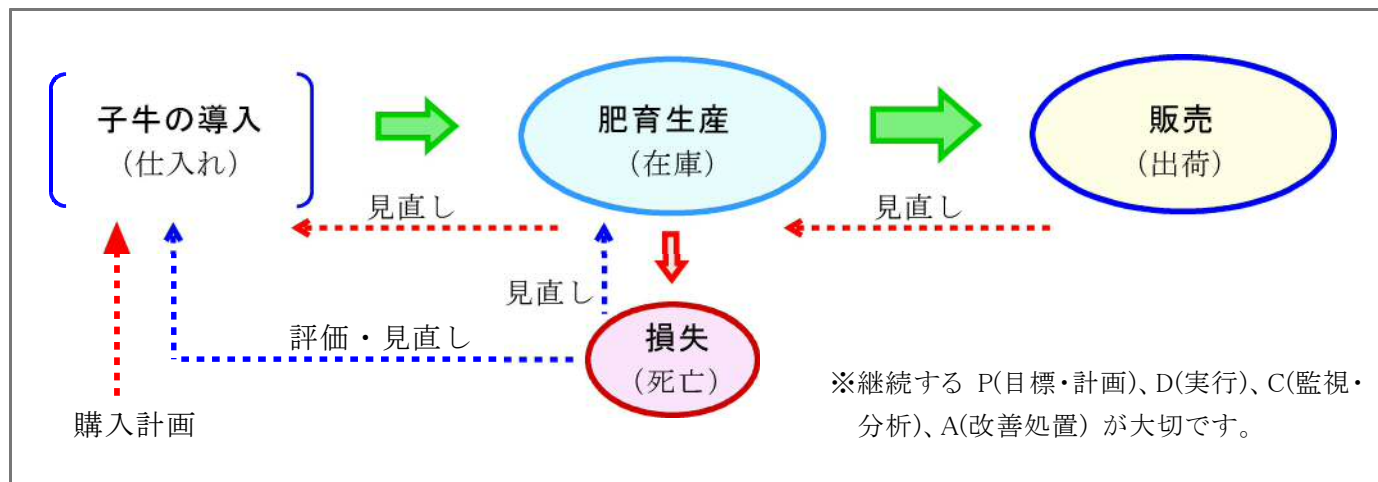 子牛の導入
(仕入れ)
肥育生産
(在庫)
販売
(出荷)
見直し
見直し
見直し
評価・見直し
損失
(死亡)
購入計画
※継続する P(目標・計画)、D(実行)、C(監視・
分析)、A(改善処置) が大切です。